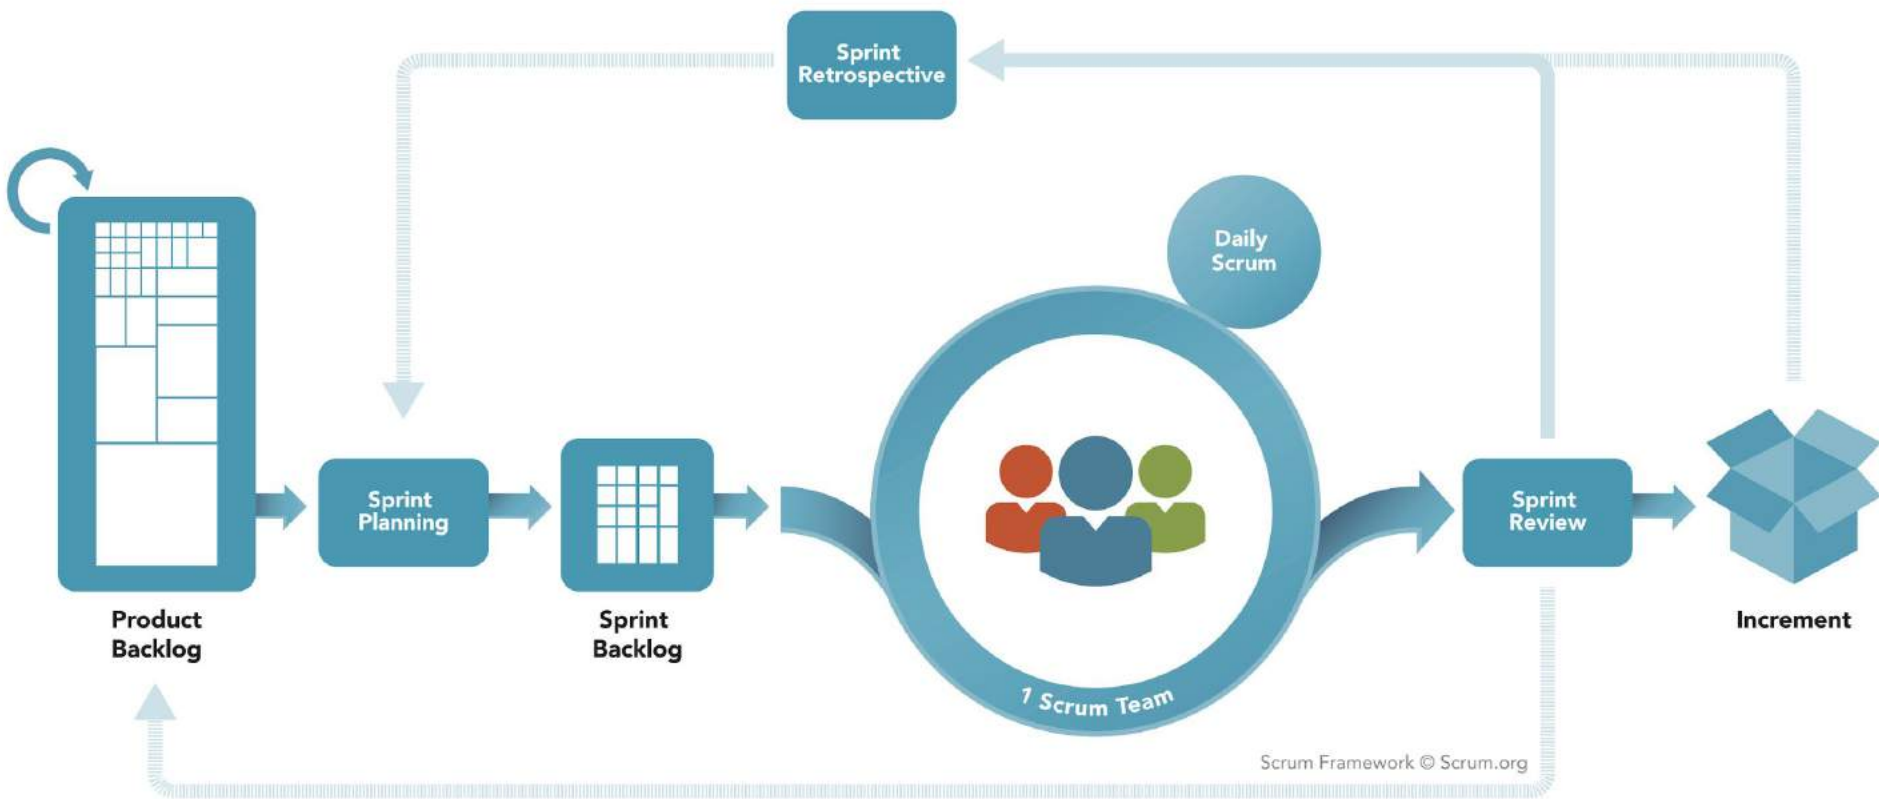 Sprint
Retrospective
Daily
Scrum
Sprint
Planning
Sprint
Review
Product
Backlog
Sprint
Backlog
1 Scrum Team
Increment
Scrum Framework © Scrum.org